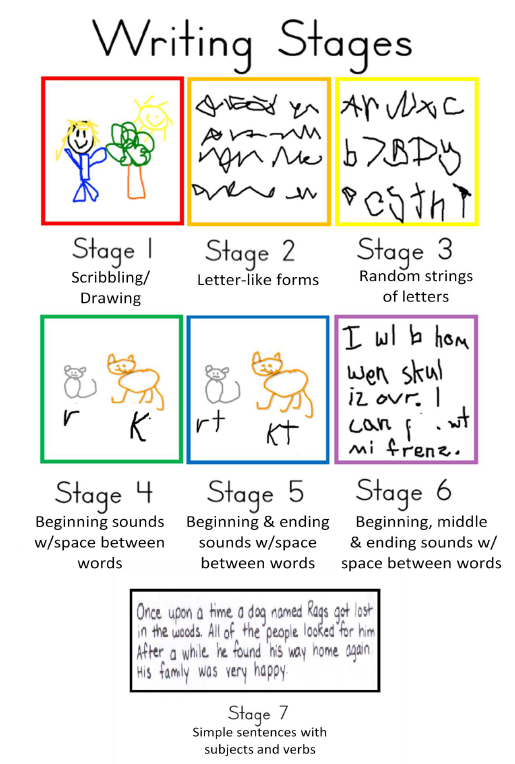 Writing Stages
Ar
b D y
c g t h
Stage 1
Scribbling/
Drawing
Stage 2
Letter-like forms
Stage 3
Random strings
of letters
r K
rt KT
I wl b hom
wen skul
iz ovr. I
can
mi frenz.
Stage 4
Beginning sounds
w/space between
words
Stage 5
Beginning & ending
sounds w/space
between words
Stage 6
Beginning, middle
& ending sounds w/
space between words
Once upon a time a dog named Rags got lost
in the woods. All of the people looked for him
After a while he found his way home again.
His family was very happy.
Stage 7
Simple sentences with
subjects and verbs